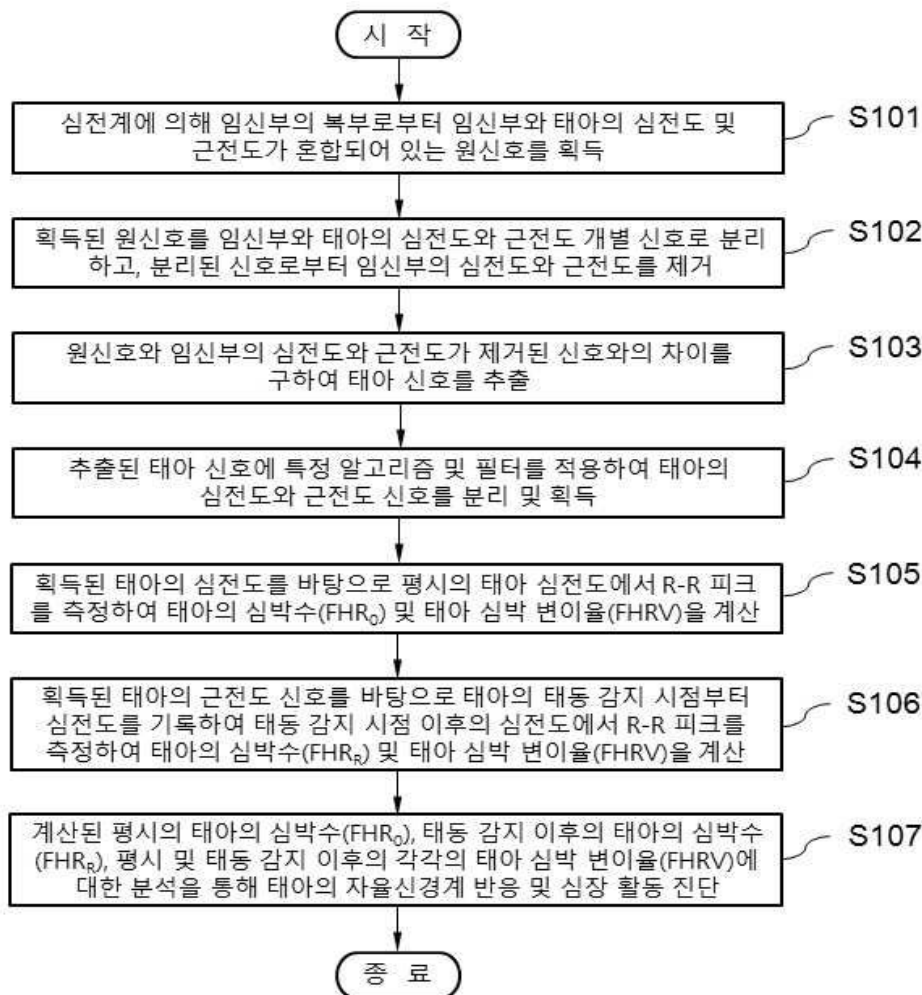 시 작
심전계에 의해 임신부의 복부로부터 임신부와 태아의 심전도 및
근전도가 혼합되어 있는 원신호를 획득
S101
획득된 원신호를 임신부와 태아의 심전도와 근전도 개별 신호로 분리
하고, 분리된 신호로부터 임신부의 심전도와 근전도를 제거
S102
원신호와 임신부의 심전도와 근전도가 제거된 신호와의 차이를
구하여 태아 신호를 추출
S103
추출된 태아 신호에 특정 알고리즘 및 필터를 적용하여 태아의
심전도와 근전도 신호를 분리 및 획득
S104
획득된 태아의 심전도를 바탕으로 평시의 태아 심전도에서 R-R 피크
를 측정하여 태아의 심박수(FHR₀) 및 태아 심박 변이율(FHRV)을 계산
S105
획득된 태아의 근전도 신호를 바탕으로 태아의 태동 감지 시점부터
심전도를 기록하여 태동 감지 시점 이후의 심전도에서 R-R 피크를
측정하여 태아의 심박수(FHR_R) 및 태아 심박 변이율(FHRV)을 계산
S106
계산된 평시의 태아의 심박수(FHR₀), 태동 감지 이후의 태아의 심박수
(FHR_R), 평시 및 태동 감지 이후의 각각의 태아 심박 변이율(FHRV)에
대한 분석을 통해 태아의 자율신경계 반응 및 심장 활동 진단
S107
종 료